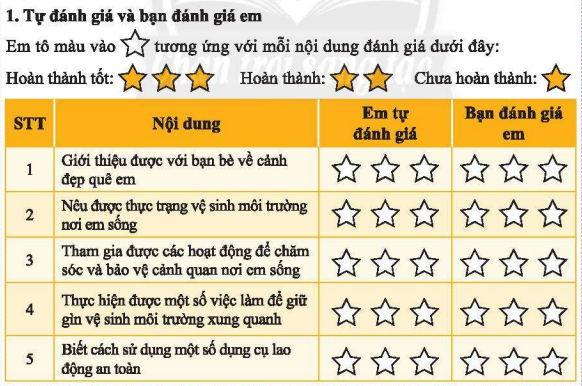 1. Tự đánh giá và bạn đánh giá em
Em tô màu vào tương ứng với mỗi nội dung đánh giá dưới đây:
Hoàn thành tốt: Hoàn thành: Chưa hoàn thành:
STT
Nội dung
Em tự
đánh giá
Bạn đánh giá
em
1
Giới thiệu được với bạn bè về cảnh
đẹp quê em
2
Nêu được thực trạng vệ sinh môi trường
nơi em sống
3
Tham gia được các hoạt động để chăm
sóc và bảo vệ cảnh quan nơi em sống
4
Thực hiện được một số việc làm để giữ
gìn vệ sinh môi trường xung quanh
5
Biết cách sử dụng một số dụng cụ lao
động an toàn